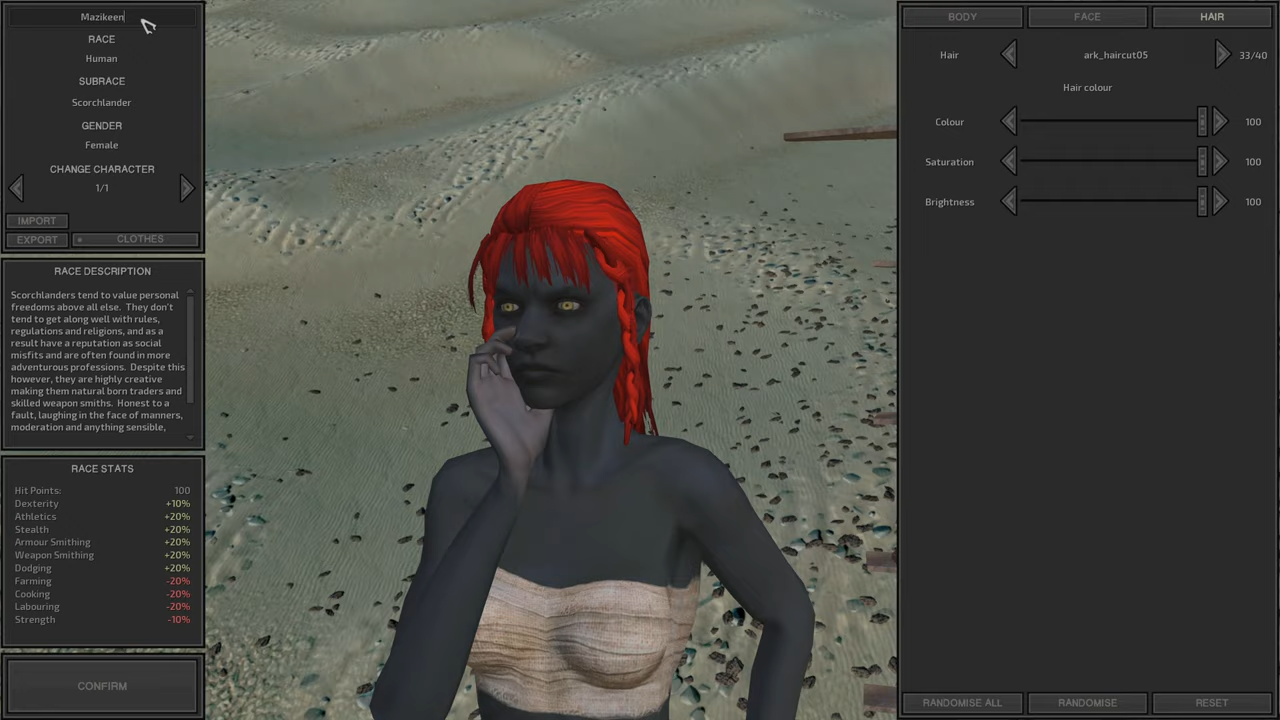 Mazikeen
RACE
Human
SUBRACE
Scorchlander
GENDER
Female
CHANGE CHARACTER
1/1
IMPORT
EXPORT
CLOTHES
RACE DESCRIPTION
Scorchlanders tend to value personal
freedoms above all else. They don't
tend to get along well with rules,
regulations and religions, and as a
result have a reputation as social
misfits and are often found in more
adventurous professions. Despite this
however, they are highly creative
making them natural born traders and
skilled weapon smiths. Honest to a
fault, laughing in the face of manners,
moderation and anything sensible,
RACE STATS
Hit Points: 100
Dexterity +10%
Athletics +20%
Stealth +20%
Armour Smithing +20%
Weapon Smithing +20%
Dodging +20%
Farming -20%
Cooking -20%
Labouring -20%
Strength -10%
CONFIRM
BODY FACE HAIR
Hair ark_haircut05 33/40
Hair colour
Colour 100
Saturation 100
Brightness 100
RANDOMISE ALL RANDOMISE RESET